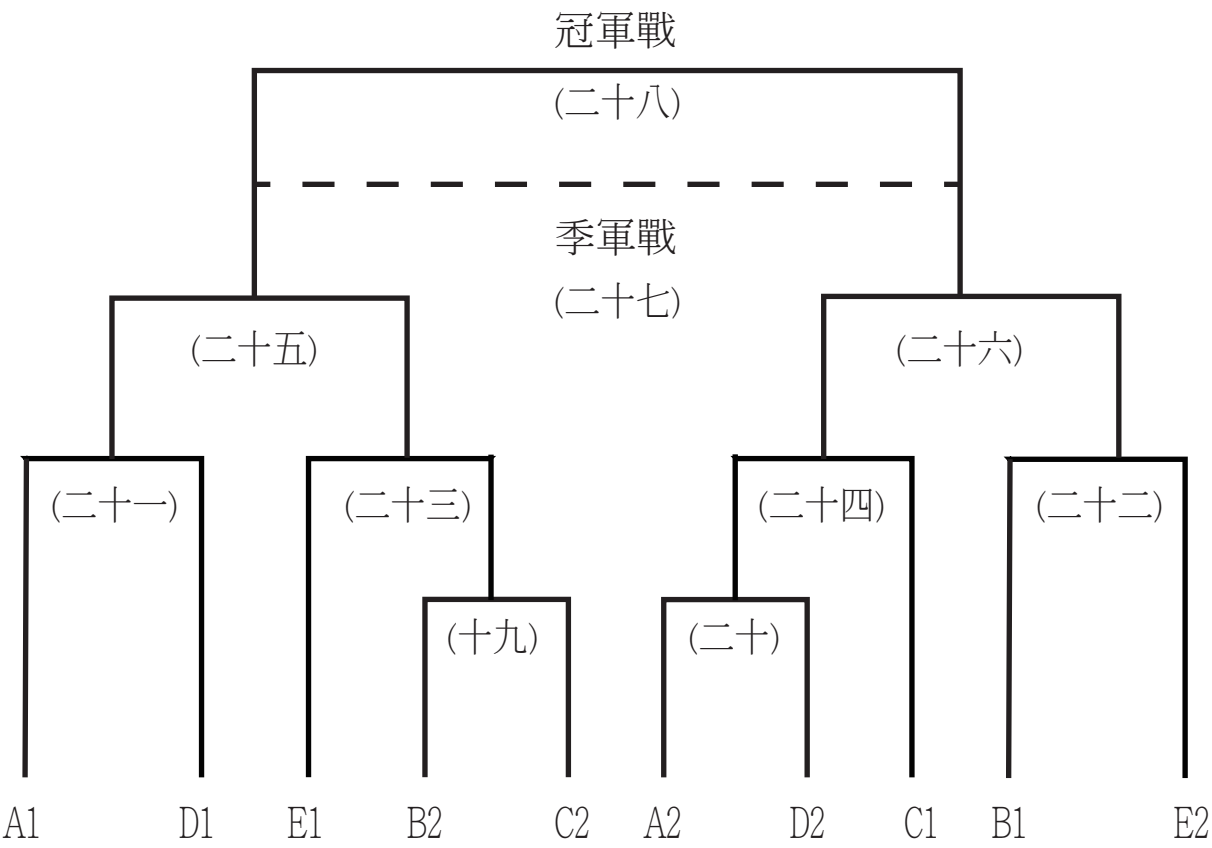 冠軍戰
(二十八)
季軍戰
(二十七)
(二十五) (二十六)
(二十一) (二十三) (二十四) (二十二)
(十九) (二十)
A1 D1 E1 B2 C2 A2 D2 C1 B1 E2